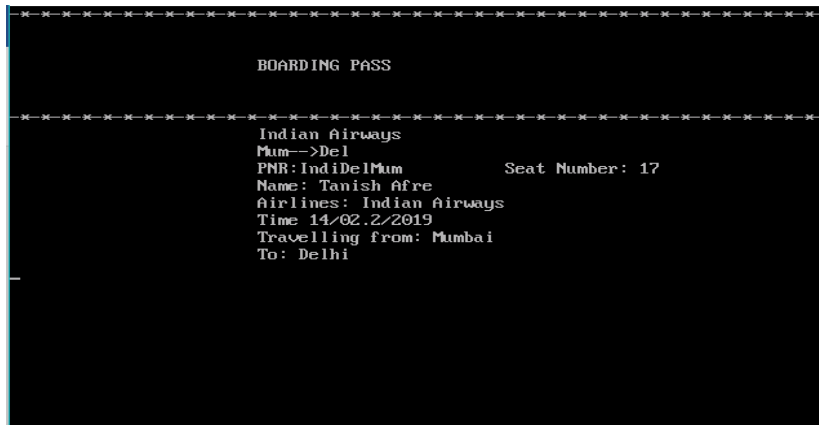 -*-*-*-*-*-*-*-*-*-*-*-*-*-*-*-*-*-*-*-*-*-*-*-*-*-*-*-*-*-*-*-*-*-*-*-*-*-*-*
BOARDING PASS
-*-*-*-*-*-*-*-*-*-*-*-*-*-*-*-*-*-*-*-*-*-*-*-*-*-*-*-*-*-*-*-*-*-*-*-*-*-*-*
Indian Airways
Mum-->Del
PNR:IndiDelMum Seat Number: 17
Name: Tanish Afre
Airlines: Indian Airways
Time 14/02.2/2019
Travelling from: Mumbai
To: Delhi